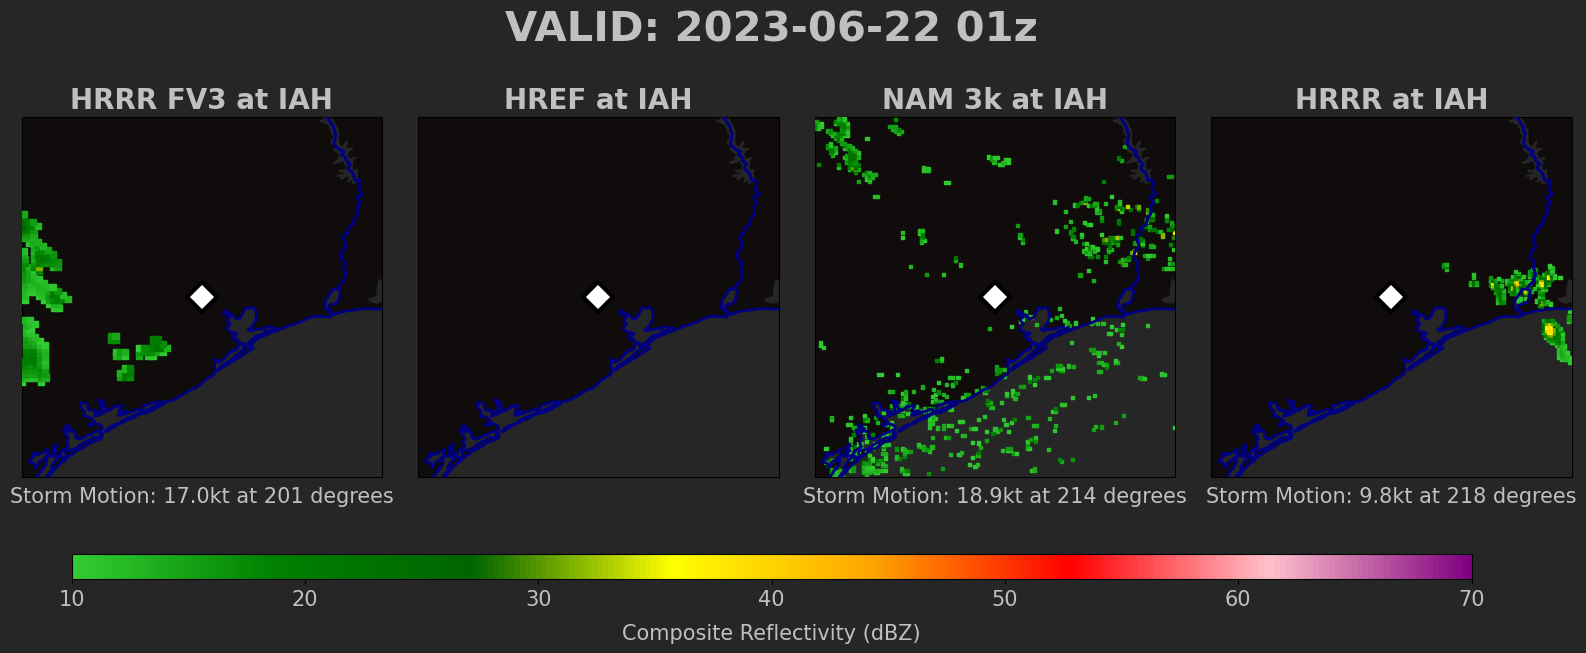 VALID: 2023-06-22 01z
HRRR FV3 at IAH
HREF at IAH
NAM 3k at IAH
HRRR at IAH
Storm Motion: 17.0kt at 201 degrees
Storm Motion: 18.9kt at 214 degrees
Storm Motion: 9.8kt at 218 degrees
10 20 30 40 50 60 70
Composite Reflectivity (dBZ)